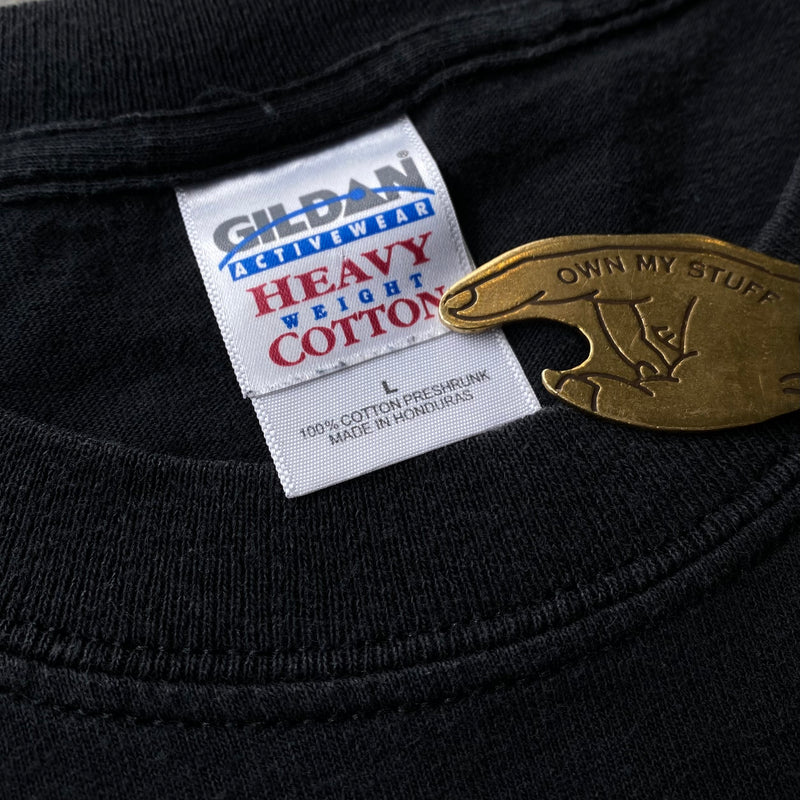 GILDAN®
ACTIVEWEAR
HEAVY
WEIGHT
COTTON
L
100% COTTON PRESHRUNK
MADE IN HONDURAS
OWN MY STUFF